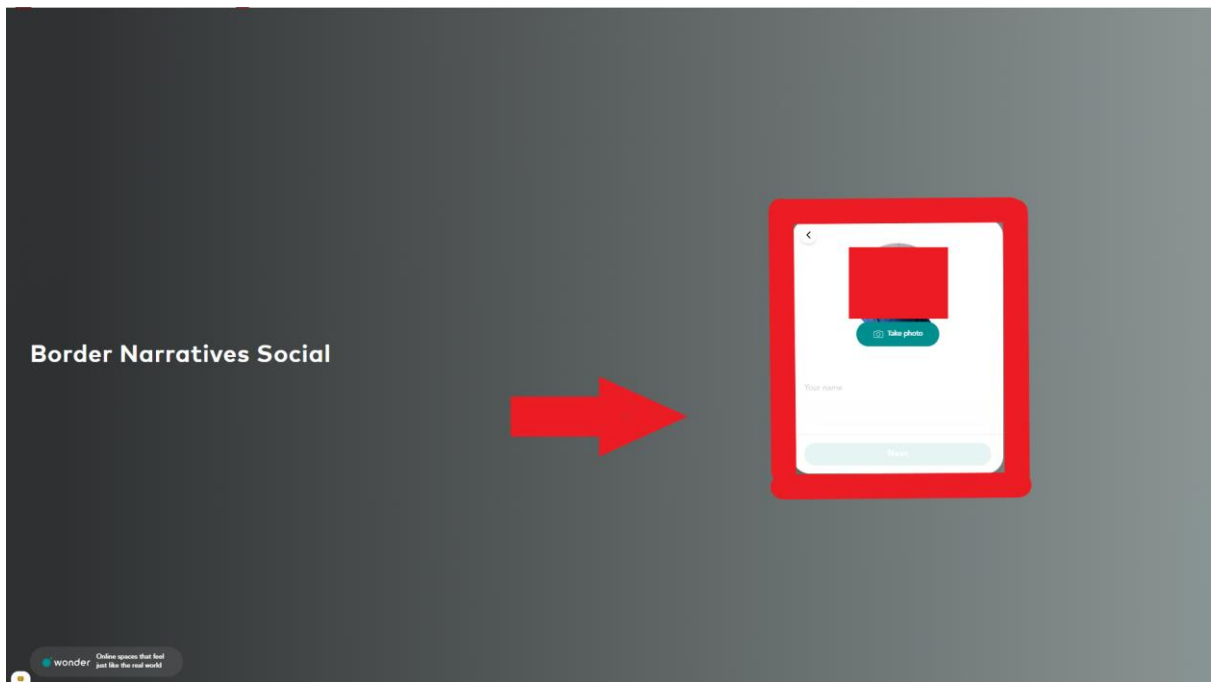 Border Narratives Social
Take photo
Your name
Next
wonder
Online spaces that feel
just like the real world